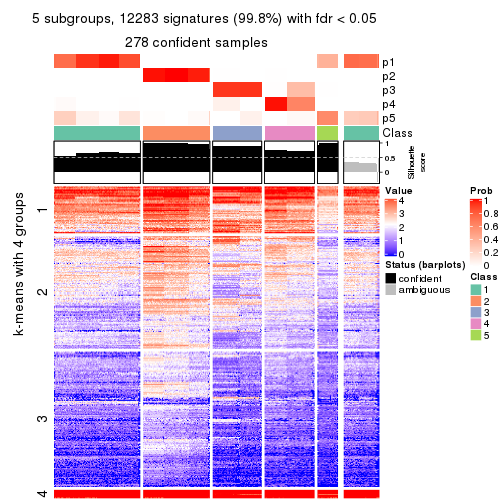 5 subgroups, 12283 signatures (99.8%) with fdr < 0.05
278 confident samples
p1
p2
p3
p4
p5
Class
1
0.5
0
Silhouette
score
k-means with 4 groups
1
2
3
4
Value
4
3
2
1
0
Status (barplots)
confident
ambiguous
Prob
1
0.8
0.6
0.4
0.2
0
Class
1
2
3
4
5